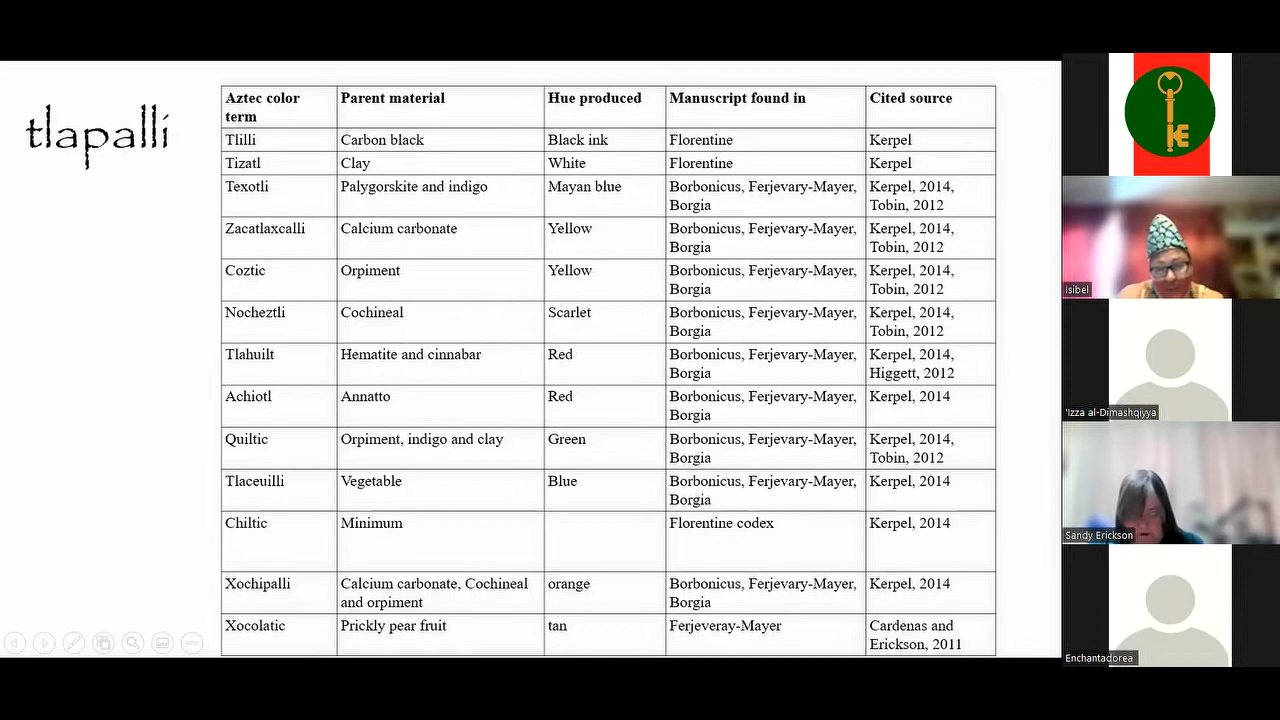 tlapalli
Aztec color term | Parent material | Hue produced | Manuscript found in | Cited source
Tlilli | Carbon black | Black ink | Florentine | Kerpel
Tizatl | Clay | White | Florentine | Kerpel
Texotli | Palygorskite and indigo | Mayan blue | Borbonicus, Ferjevary-Mayer, Borgia | Kerpel, 2014, Tobin, 2012
Zacatlaxcalli | Calcium carbonate | Yellow | Borbonicus, Ferjevary-Mayer, Borgia | Kerpel, 2014, Tobin, 2012
Coztic | Orpiment | Yellow | Borbonicus, Ferjevary-Mayer, Borgia | Kerpel, 2014, Tobin, 2012
Nocheztli | Cochineal | Scarlet | Borbonicus, Ferjevary-Mayer, Borgia | Kerpel, 2014, Tobin, 2012
Tlahuilt | Hematite and cinnabar | Red | Borbonicus, Ferjevary-Mayer, Borgia | Kerpel, 2014, Higgett, 2012
Achiotl | Annatto | Red | Borbonicus, Ferjevary-Mayer, Borgia | Kerpel, 2014
Quiltic | Orpiment, indigo and clay | Green | Borbonicus, Ferjevary-Mayer, Borgia | Kerpel, 2014, Tobin, 2012
Tlaceuilli | Vegetable | Blue | Borbonicus, Ferjevary-Mayer, Borgia | Kerpel, 2014
Chiltic | Minimum | | Florentine codex | Kerpel, 2014
Xochipalli | Calcium carbonate, Cochineal and orpiment | orange | Borbonicus, Ferjevary-Mayer, Borgia | Kerpel, 2014
Xocolatic | Prickly pear fruit | tan | Ferjeveray-Mayer | Cardenas and Erickson, 2011
Isibel
'Izza al-Dimashqiyya
Sandy Erickson
Enchantadorea